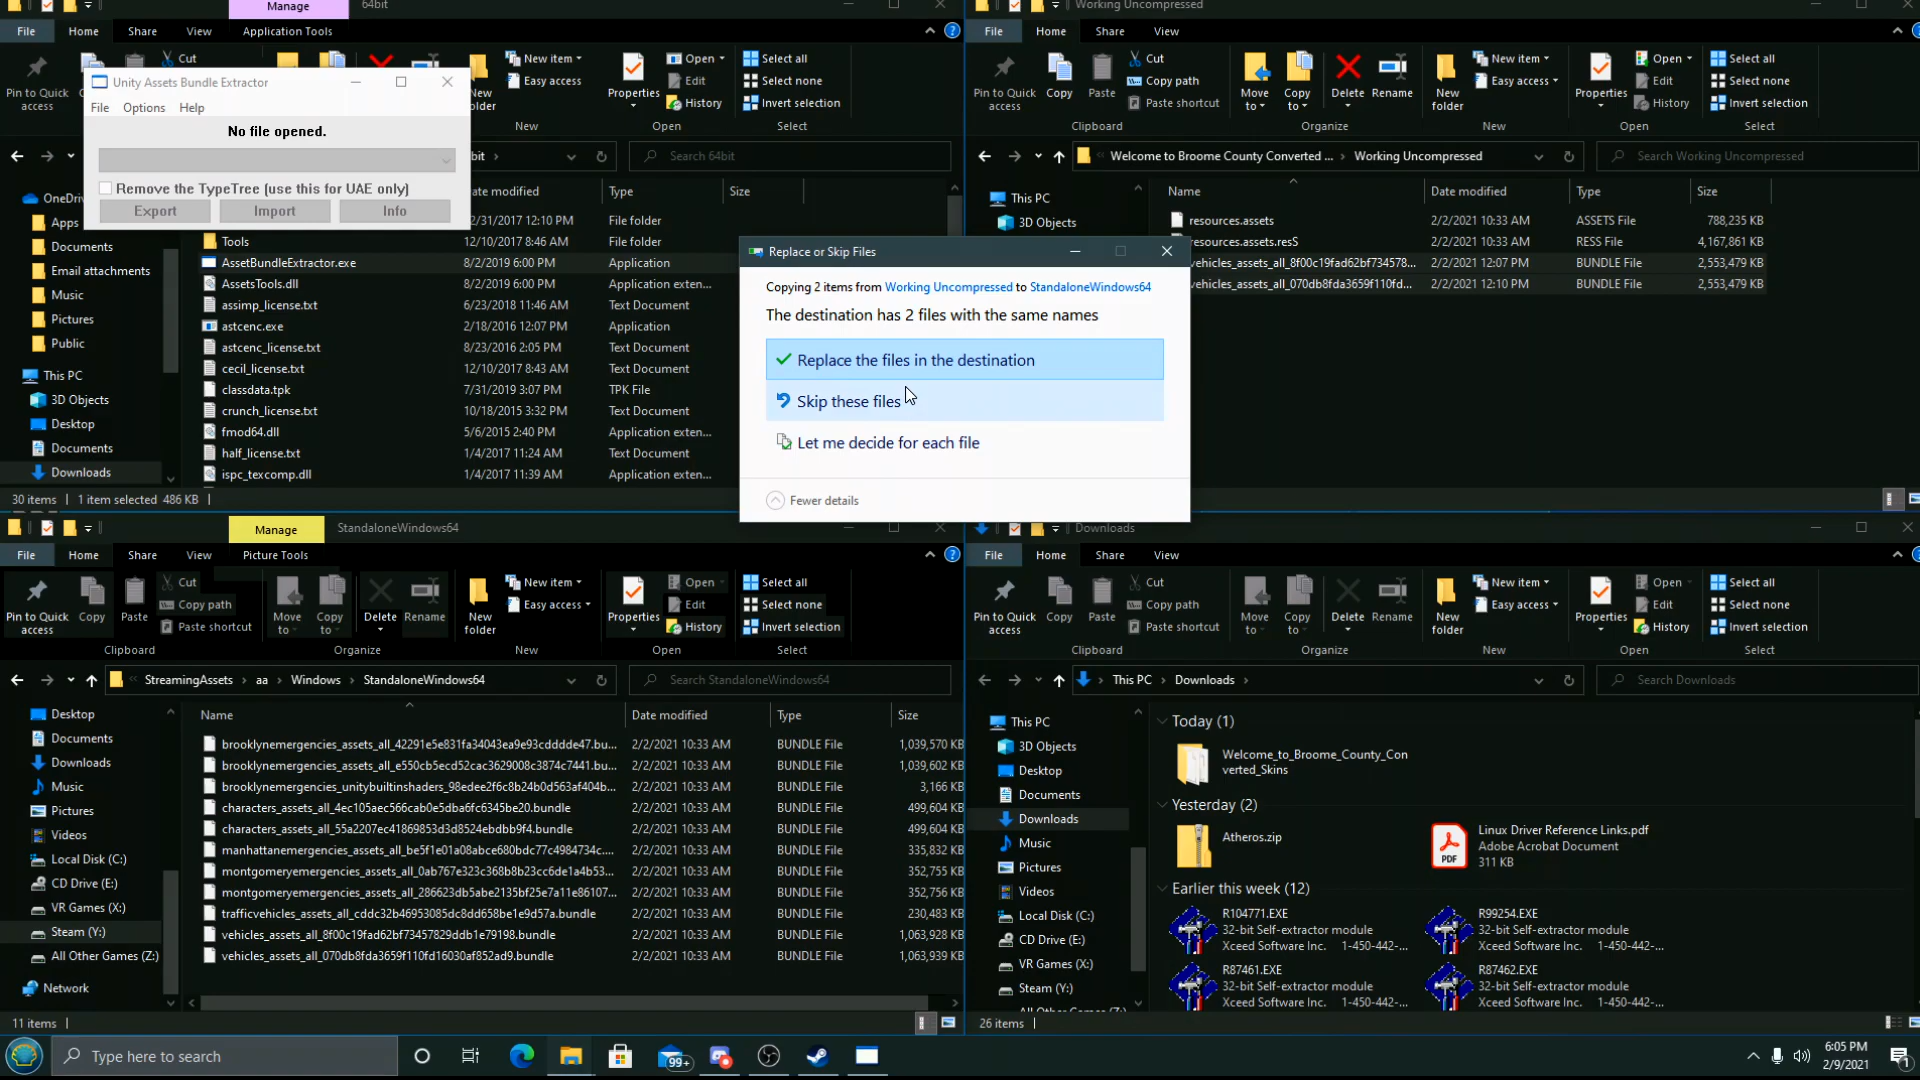 Manage
64bit
File
Home
Share
View
Application Tools
Pin to Quick access
Cut
New item
Easy access
Properties
Open
Edit
History
Select all
Select none
Invert selection
New
Open
Select
Unity Assets Bundle Extractor
File Options Help
No file opened.
Remove the TypeTree (use this for UAE only)
Export Import Info
Search 64bit
Type
Size
OneDriv
Apps
Documents
Email attachments
Music
Pictures
Public
This PC
3D Objects
Desktop
Documents
Downloads
2/31/2017 12:10 PM File folder
Tools 12/10/2017 8:46 AM File folder
AssetBundleExtractor.exe 8/2/2019 6:00 PM Application
AssetsTools.dll 8/2/2019 6:00 PM Application exten...
assimp_license.txt 6/23/2018 11:46 AM Text Document
astcenc.exe 2/18/2016 12:07 PM Application
astcenc_license.txt 8/23/2016 2:05 PM Text Document
cecil_license.txt 12/10/2017 8:43 AM Text Document
classdata.tpk 7/31/2019 3:07 PM TPK File
crunch_license.txt 10/18/2015 3:32 PM Text Document
fmod64.dll 5/6/2015 2:40 PM Application exten...
half_license.txt 1/4/2017 11:24 AM Text Document
ispc_texcomp.dll 1/4/2017 11:39 AM Application exten...
30 items 1 item selected 486 KB
Working Uncompressed
File Home Share View
Pin to Quick access
Copy
Paste
Cut
Copy path
Paste shortcut
Move to
Copy to
Delete
Rename
New folder
New item
Easy access
Properties
Open
Edit
History
Select all
Select none
Invert selection
Clipboard Organize New Open Select
Welcome to Broome County Converted ... > Working Uncompressed
Search Working Uncompressed
This PC
3D Objects
Name Date modified Type Size
resources.assets 2/2/2021 10:33 AM ASSETS File 788,235 KB
resources.assets.resS 2/2/2021 10:33 AM RESS File 4,167,861 KB
vehicles_assets_all_8f00c19fad62bf734578... 2/2/2021 12:07 PM BUNDLE File 2,553,479 KB
vehicles_assets_all_070db8fda3659f110fd... 2/2/2021 12:10 PM BUNDLE File 2,553,479 KB
Replace or Skip Files
Copying 2 items from Working Uncompressed to StandaloneWindows64
The destination has 2 files with the same names
Replace the files in the destination
Skip these files
Let me decide for each file
Fewer details
Manage
StandaloneWindows64
File Home Share View Picture Tools
Pin to Quick access
Copy
Paste
Cut
Copy path
Paste shortcut
Move to
Copy to
Delete
Rename
New folder
New item
Easy access
Properties
Open
Edit
History
Select all
Select none
Invert selection
Clipboard Organize New Open Select
StreamingAssets > aa > Windows > StandaloneWindows64
Search StandaloneWindows64
Desktop
Documents
Downloads
Music
Pictures
Videos
Local Disk (C:)
CD Drive (E:)
VR Games (X:)
Steam (Y:)
All Other Games (Z:)
Network
Name Date modified Type Size
brooklynemergencies_assets_all_42291e5e831fa34043ea9e93cdddde47.bu... 2/2/2021 10:33 AM BUNDLE File 1,039,570 KB
brooklynemergencies_assets_all_e550cb5ecd52cac3629008c3874c7441.bu... 2/2/2021 10:33 AM BUNDLE File 1,039,602 KB
brooklynemergencies_unitybuiltinshaders_98edee2f6c8b24b0d563af404b... 2/2/2021 10:33 AM BUNDLE File 3,166 KB
characters_assets_all_4ec105aec566cab0e5dba6fc6345be20.bundle 2/2/2021 10:33 AM BUNDLE File 499,604 KB
characters_assets_all_55a2207ec41869853d3d8524ebdbb9f4.bundle 2/2/2021 10:33 AM BUNDLE File 499,604 KB
manhattanemergencies_assets_all_be5f1e01a08abce680bdc77c4984734c.... 2/2/2021 10:33 AM BUNDLE File 335,832 KB
montgomeryemergencies_assets_all_0ab767e323c368b8b23cc6de1a4b53... 2/2/2021 10:33 AM BUNDLE File 352,755 KB
montgomeryemergencies_assets_all_286623db5abe2135bf25e7a11e86107... 2/2/2021 10:33 AM BUNDLE File 352,756 KB
trafficvehicles_assets_all_cddc32b46953085dc8dd658be1e9d57a.bundle 2/2/2021 10:33 AM BUNDLE File 230,483 KB
vehicles_assets_all_8f00c19fad62bf73457829ddb1e79198.bundle 2/2/2021 10:33 AM BUNDLE File 1,063,928 KB
vehicles_assets_all_070db8fda3659f110fd16030af852ad9.bundle 2/2/2021 10:33 AM BUNDLE File 1,063,939 KB
11 items
Downloads
File Home Share View
Pin to Quick access
Copy
Paste
Cut
Copy path
Paste shortcut
Move to
Copy to
Delete
Rename
New folder
New item
Easy access
Properties
Open
Edit
History
Select all
Select none
Invert selection
Clipboard Organize New Open Select
This PC > Downloads >
Search Downloads
This PC
3D Objects
Desktop
Documents
Downloads
Music
Pictures
Videos
Local Disk (C:)
CD Drive (E:)
VR Games (X:)
Steam (Y:)
Today (1)
Welcome_to_Broome_County_Con
verted_Skins
Yesterday (2)
Atheros.zip
Linux Driver Reference Links.pdf
Adobe Acrobat Document
311 KB
Earlier this week (12)
R104771.EXE
32-bit Self-extractor module
Xceed Software Inc. 1-450-442-...
R99254.EXE
32-bit Self-extractor module
Xceed Software Inc. 1-450-442-...
R87461.EXE
32-bit Self-extractor module
Xceed Software Inc. 1-450-442-...
R87462.EXE
32-bit Self-extractor module
Xceed Software Inc. 1-450-442-...
26 items
Type here to search
99+
6:05 PM
2/9/2021
1